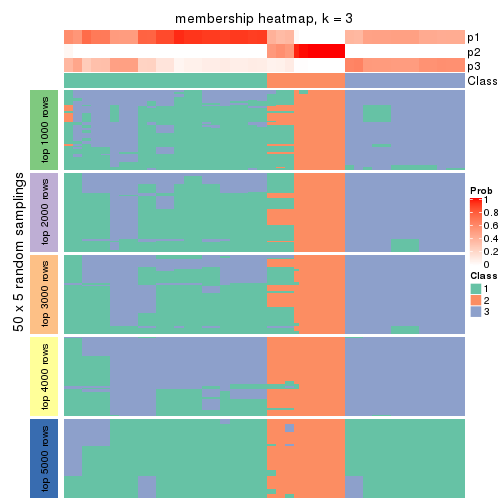 membership heatmap, k = 3
p1
p2
p3
Class
50 x 5 random samplings
top 1000 rows
top 2000 rows
top 3000 rows
top 4000 rows
top 5000 rows
Prob
1
0.8
0.6
0.4
0.2
0
Class
1
2
3